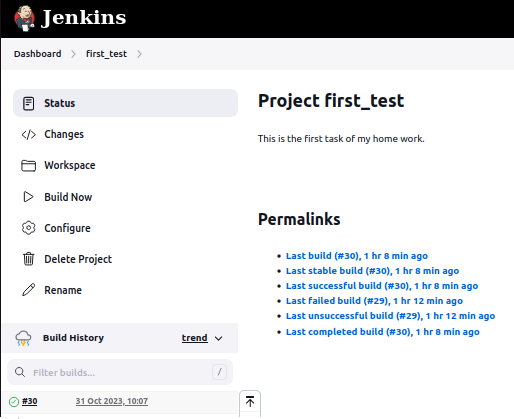 Jenkins
Dashboard
first_test
Status
Changes
Workspace
Build Now
Configure
Delete Project
Rename
Build History
trend
Filter builds...
/
#30
31 Oct 2023, 10:07
Project first_test
This is the first task of my home work.
Permalinks
Last build (#30), 1 hr 8 min ago
Last stable build (#30), 1 hr 8 min ago
Last successful build (#30), 1 hr 8 min ago
Last failed build (#29), 1 hr 12 min ago
Last unsuccessful build (#29), 1 hr 12 min ago
Last completed build (#30), 1 hr 8 min ago